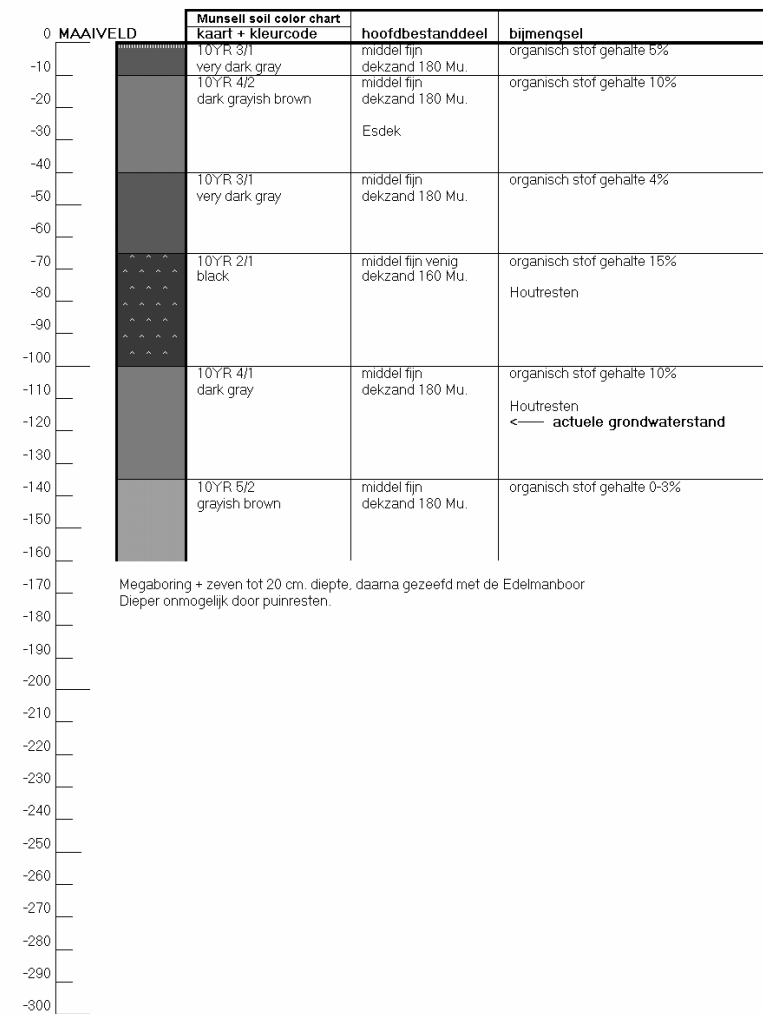 Munsell soil color chart
0 MAAIVELD kaart + kleurcode hoofdbestanddeel bijmengsel
10YR 3/1 middel fijn organisch stof gehalte 5%
-10 very dark gray dekzand 180 Mu.
10YR 4/2 middel fijn organisch stof gehalte 10%
-20 dark grayish brown dekzand 180 Mu.
-30 Esdek
-40
10YR 3/1 middel fijn organisch stof gehalte 4%
-50 very dark gray dekzand 180 Mu.
-60
-70 10YR 2/1 middel fijn venig organisch stof gehalte 15%
black dekzand 160 Mu.
-80 Houtresten
-90
-100
10YR 4/1 middel fijn organisch stof gehalte 10%
-110 dark gray dekzand 180 Mu.
Houtresten
-120 <—— actuele grondwaterstand
-130
-140 10YR 5/2 middel fijn organisch stof gehalte 0-3%
grayish brown dekzand 180 Mu.
-150
-160
-170 Megaboring + zeven tot 20 cm. diepte, daarna gezeefd met de Edelmanboor
Dieper onmogelijk door puinresten.
-180
-190
-200
-210
-220
-230
-240
-250
-260
-270
-280
-290
-300